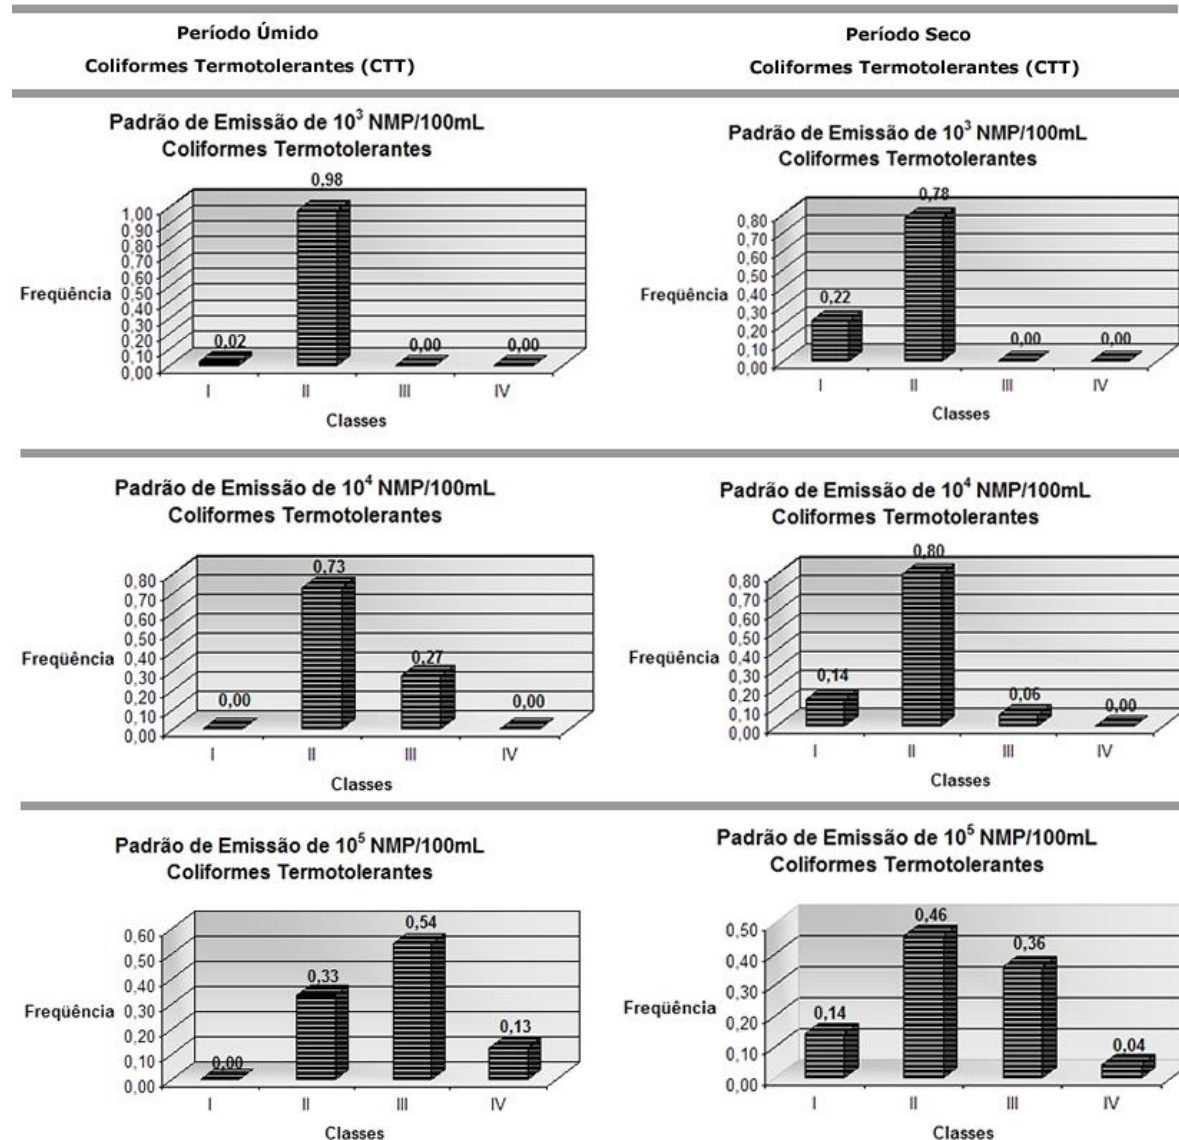 Período Úmido
Coliformes Termotolerantes (CTT)
Período Seco
Coliformes Termotolerantes (CTT)
Padrão de Emissão de 10³ NMP/100mL
Coliformes Termotolerantes
0,98
1,00
0,90
0,80
0,70
0,60
0,50
0,40
0,30
0,20
0,10
0,00
Freqüência
0,02
0,00
0,00
I
II
III
IV
Classes
Padrão de Emissão de 10³ NMP/100mL
Coliformes Termotolerantes
0,78
0,80
0,70
0,60
0,50
0,40
0,30
0,20
0,10
0,00
Freqüência
0,22
0,00
0,00
I
II
III
IV
Classes
Padrão de Emissão de 10⁴ NMP/100mL
Coliformes Termotolerantes
0,73
0,80
0,70
0,60
0,50
0,40
0,30
0,20
0,10
0,00
Freqüência
0,00
0,27
0,00
I
II
III
IV
Classes
Padrão de Emissão de 10⁴ NMP/100mL
Coliformes Termotolerantes
0,80
0,80
0,70
0,60
0,50
0,40
0,30
0,20
0,10
0,00
Freqüência
0,14
0,06
0,00
I
II
III
IV
Classes
Padrão de Emissão de 10⁵ NMP/100mL
Coliformes Termotolerantes
0,54
0,60
0,50
0,40
0,30
0,20
0,10
0,00
Freqüência
0,00
0,33
0,13
I
II
III
IV
Classes
Padrão de Emissão de 10⁵ NMP/100mL
Coliformes Termotolerantes
0,46
0,50
0,40
0,30
0,20
0,10
0,00
Freqüência
0,14
0,36
0,04
I
II
III
IV
Classes